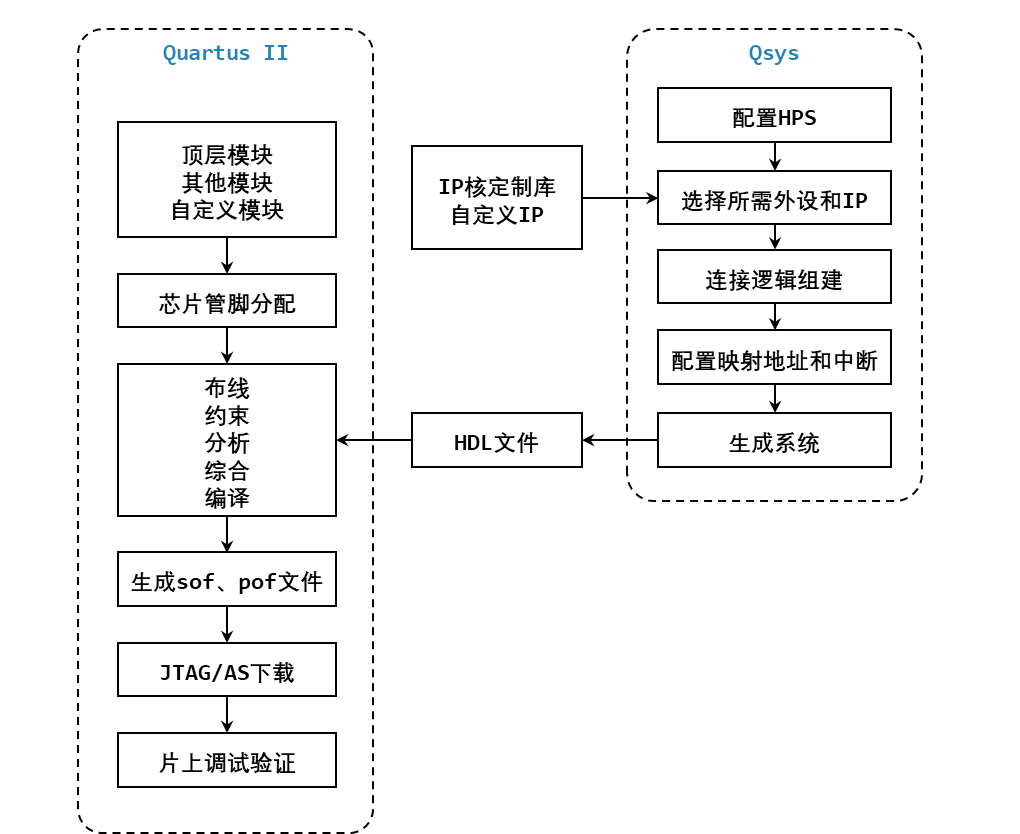 Quartus II
顶层模块
其他模块
自定义模块
芯片管脚分配
布线
约束
分析
综合
编译
生成sof、pof文件
JTAG/AS下载
片上调试验证
IP核定制库
自定义IP
HDL文件
Qsys
配置HPS
选择所需外设和IP
连接逻辑组建
配置映射地址和中断
生成系统